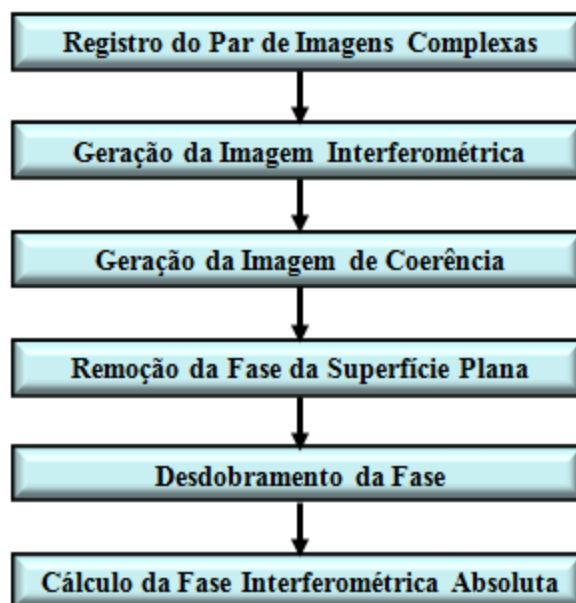 Registro do Par de Imagens Complexas
Geração da Imagem Interferométrica
Geração da Imagem de Coerência
Remoção da Fase da Superfície Plana
Desdobramento da Fase
Cálculo da Fase Interferométrica Absoluta